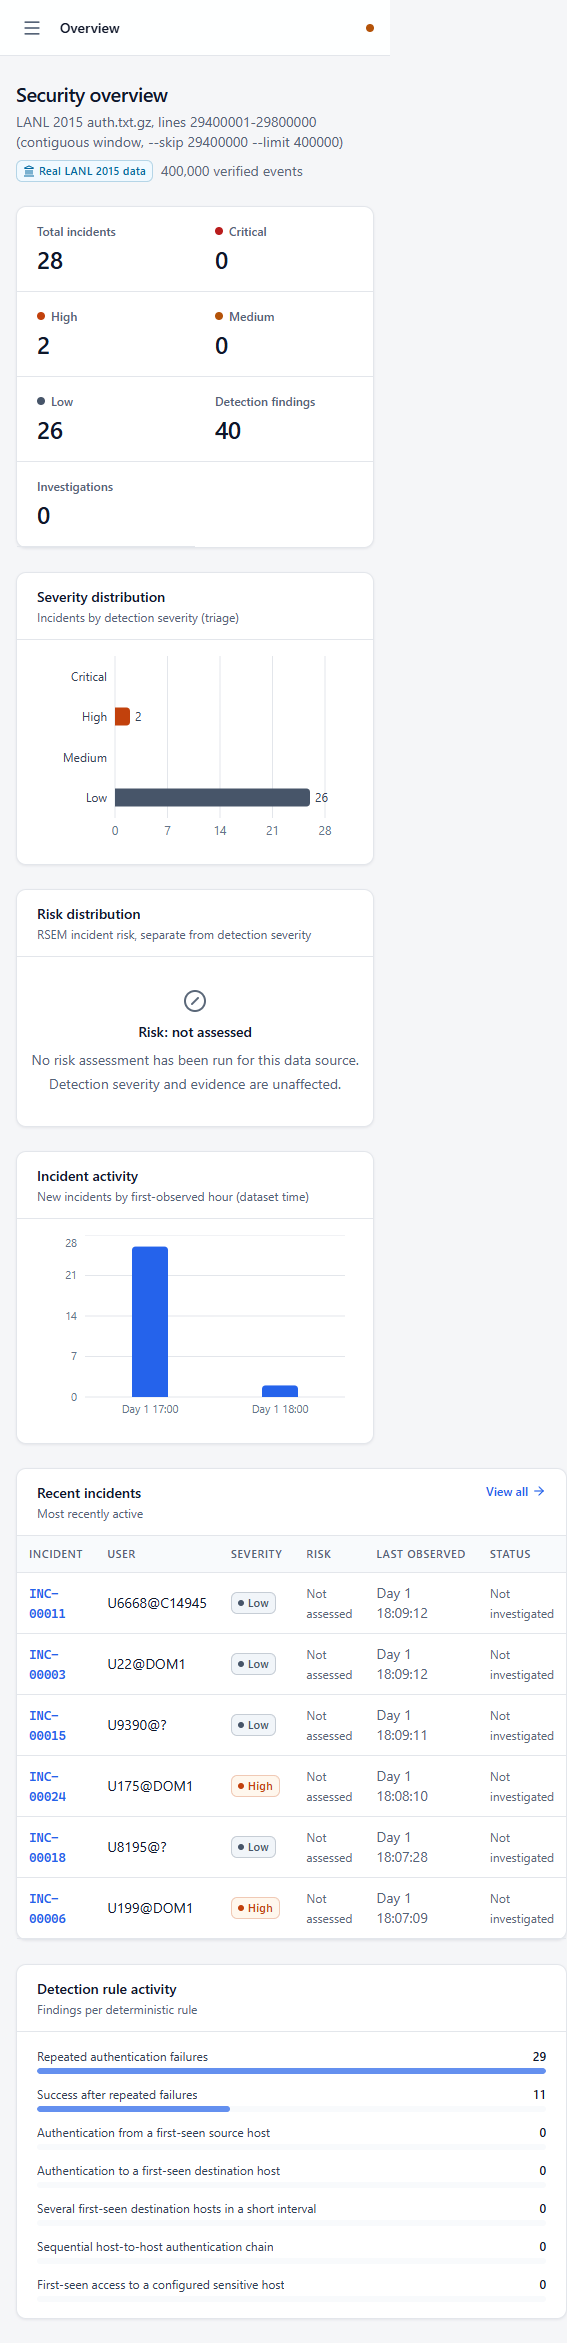 Overview
Security overview
LANL 2015 auth.txt.gz, lines 29400001-29800000
(contiguous window, --skip 29400000 --limit 400000)
Real LANL 2015 data 400,000 verified events
Total incidents Critical
28 0
High Medium
2 0
Low Detection findings
26 40
Investigations
0
Severity distribution
Incidents by detection severity (triage)
Critical
High 2
Medium
Low 26
0 7 14 21 28
Risk distribution
RSEM incident risk, separate from detection severity
Risk: not assessed
No risk assessment has been run for this data source.
Detection severity and evidence are unaffected.
Incident activity
New incidents by first-observed hour (dataset time)
28
21
14
7
0
Day 1 17:00 Day 1 18:00
Recent incidents View all →
Most recently active
INCIDENT USER SEVERITY RISK LAST OBSERVED STATUS
INC-00011 U6668@C14945 Low Not assessed Day 1 18:09:12 Not investigated
INC-00003 U22@DOM1 Low Not assessed Day 1 18:09:12 Not investigated
INC-00015 U9390@? Low Not assessed Day 1 18:09:11 Not investigated
INC-00024 U175@DOM1 High Not assessed Day 1 18:08:10 Not investigated
INC-00018 U8195@? Low Not assessed Day 1 18:07:28 Not investigated
INC-00006 U199@DOM1 High Not assessed Day 1 18:07:09 Not investigated
Detection rule activity
Findings per deterministic rule
Repeated authentication failures 29
Success after repeated failures 11
Authentication from a first-seen source host 0
Authentication to a first-seen destination host 0
Several first-seen destination hosts in a short interval 0
Sequential host-to-host authentication chain 0
First-seen access to a configured sensitive host 0